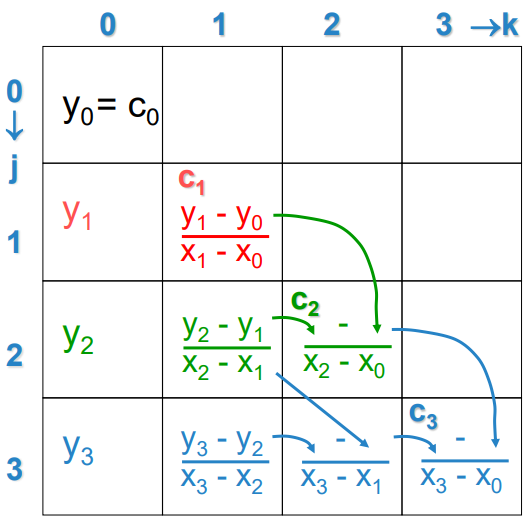 0 1 2 3 →k
0
↓
j
y₀= c₀
1
y₁
c₁
y₁ - y₀
x₁ - x₀
2
y₂
y₂ - y₁
x₂ - x₁
c₂
-
x₂ - x₀
3
y₃
y₃ - y₂
x₃ - x₂
-
x₃ - x₁
c₃
-
x₃ - x₀